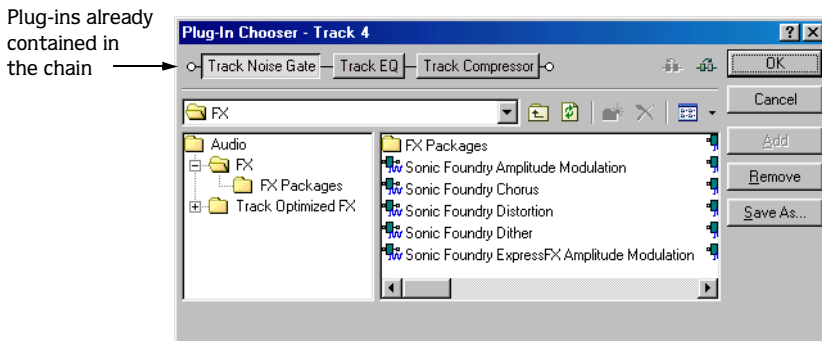 Plug-ins already
contained in
the chain
Plug-In Chooser - Track 4
Track Noise Gate
Track EQ
Track Compressor
OK
FX
Cancel
Audio
FX
FX Packages
Track Optimized FX
FX Packages
Sonic Foundry Amplitude Modulation
Sonic Foundry Chorus
Sonic Foundry Distortion
Sonic Foundry Dither
Sonic Foundry ExpressFX Amplitude Modulation
Add
Remove
Save As...